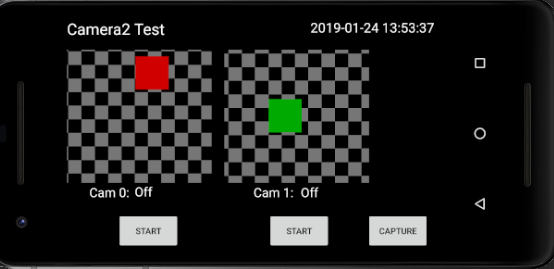 Camera2 Test
2019-01-24 13:53:37
Cam 0: Off
Cam 1: Off
START
START
CAPTURE